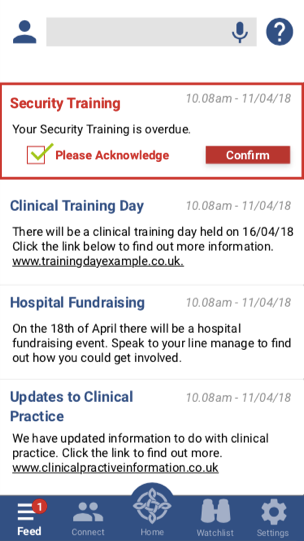 Security Training
10.08am - 11/04/18
Your Security Training is overdue.
Please Acknowledge
Confirm
Clinical Training Day
10.08am - 11/04/18
There will be a clinical training day held on 16/04/18
Click the link below to find out more information.
www.trainingdayexample.co.uk.
Hospital Fundraising
10.08am - 11/04/18
On the 18th of April there will be a hospital
fundraising event. Speak to your line manage to find
out how you could get involved.
Updates to Clinical
Practice
10.08am - 11/04/18
We have updated information to do with clinical
practice. Click the link to find out more.
www.clinicalpractiveinformation.co.uk
1
Feed
Connect
Home
Watchlist
Settings